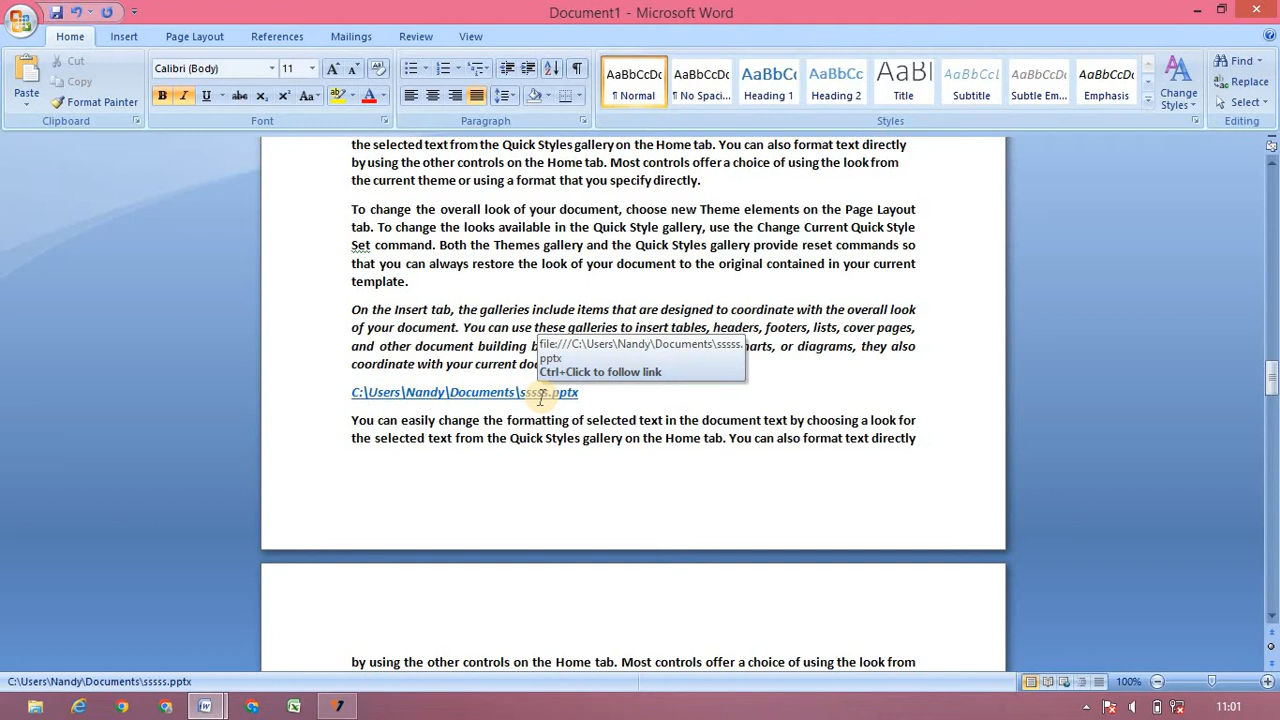 Document1 - Microsoft Word
Home Insert Page Layout References Mailings Review View
Paste
Cut
Copy
Format Painter
Clipboard
Calibri (Body) 11
Font
Paragraph
AaBbCcDc AaBbCcDc AaBbCc AaBbCc AaBl AaBbCcL AaBbCcDc AaBbCcDc
¶ Normal ¶ No Spaci... Heading 1 Heading 2 Title Subtitle Subtle Em... Emphasis
Change
Styles
Styles
Find
Replace
Select
Editing
the selected text from the Quick Styles gallery on the Home tab. You can also format text directly
by using the other controls on the Home tab. Most controls offer a choice of using the look from
the current theme or using a format that you specify directly.
To change the overall look of your document, choose new Theme elements on the Page Layout
tab. To change the looks available in the Quick Style gallery, use the Change Current Quick Style
Set command. Both the Themes gallery and the Quick Styles gallery provide reset commands so
that you can always restore the look of your document to the original contained in your current
template.
On the Insert tab, the galleries include items that are designed to coordinate with the overall look
of your document. You can use these galleries to insert tables, headers, footers, lists, cover pages,
and other document building b arts, or diagrams, they also
coordinate with your current do
file:///C:\Users\Nandy\Documents\sssss.
pptx
Ctrl+Click to follow link
C:\Users\Nandy\Documents\sssss.pptx
You can easily change the formatting of selected text in the document text by choosing a look for
the selected text from the Quick Styles gallery on the Home tab. You can also format text directly
by using the other controls on the Home tab. Most controls offer a choice of using the look from
C:\Users\Nandy\Documents\sssss.pptx
100%
11:01